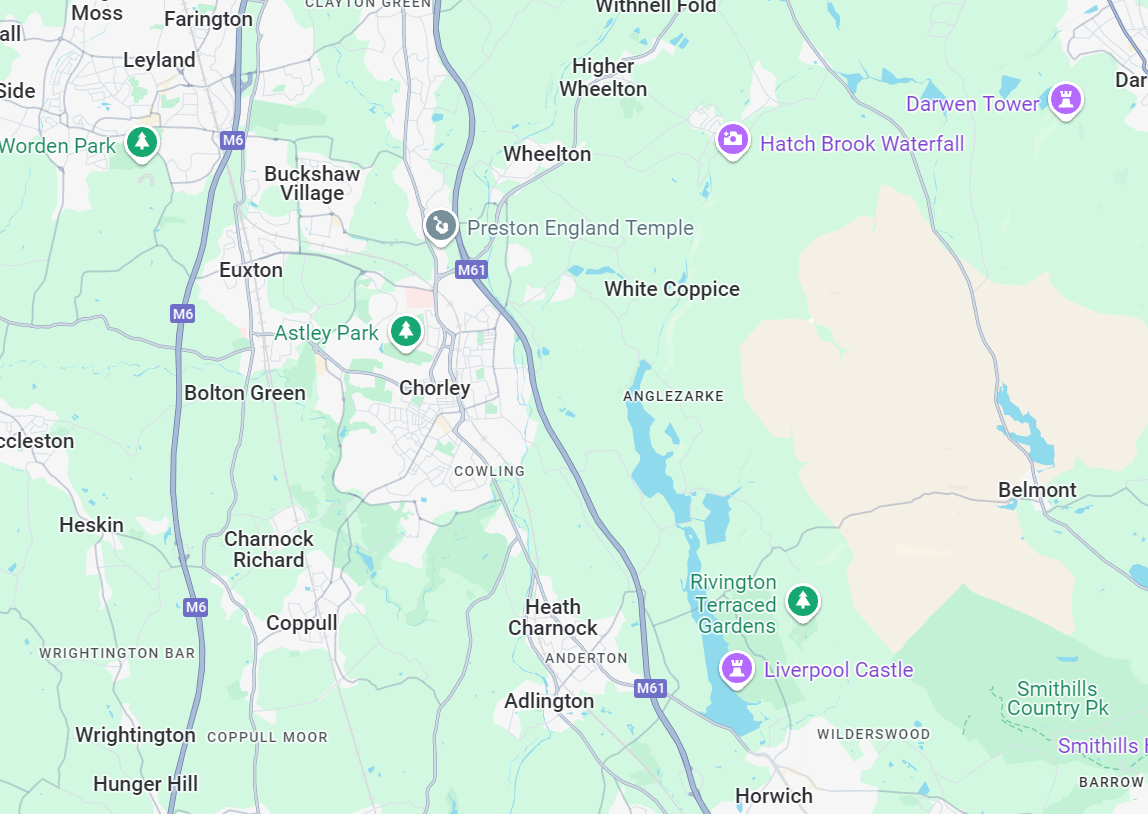 CLAYTON GREEN
Withnell Fold
Moss
Farington
all
Leyland
Higher
Wheelton
Side
Dar
Darwen Tower
M6
Worden Park
Hatch Brook Waterfall
Wheelton
Buckshaw
Village
Preston England Temple
Euxton
M61
White Coppice
M6
Astley Park
Chorley
Bolton Green
ANGLEZARKE
ccleston
COWLING
Belmont
Heskin
Charnock
Richard
Rivington
Terraced
Gardens
M6
Heath
Charnock
Coppull
WRIGHTINGTON BAR
ANDERTON
Liverpool Castle
M61
Smithills
Country Pk
Adlington
Wrightington
COPPULL MOOR
WILDERSWOOD
Smithills H
Hunger Hill
BARROW
Horwich